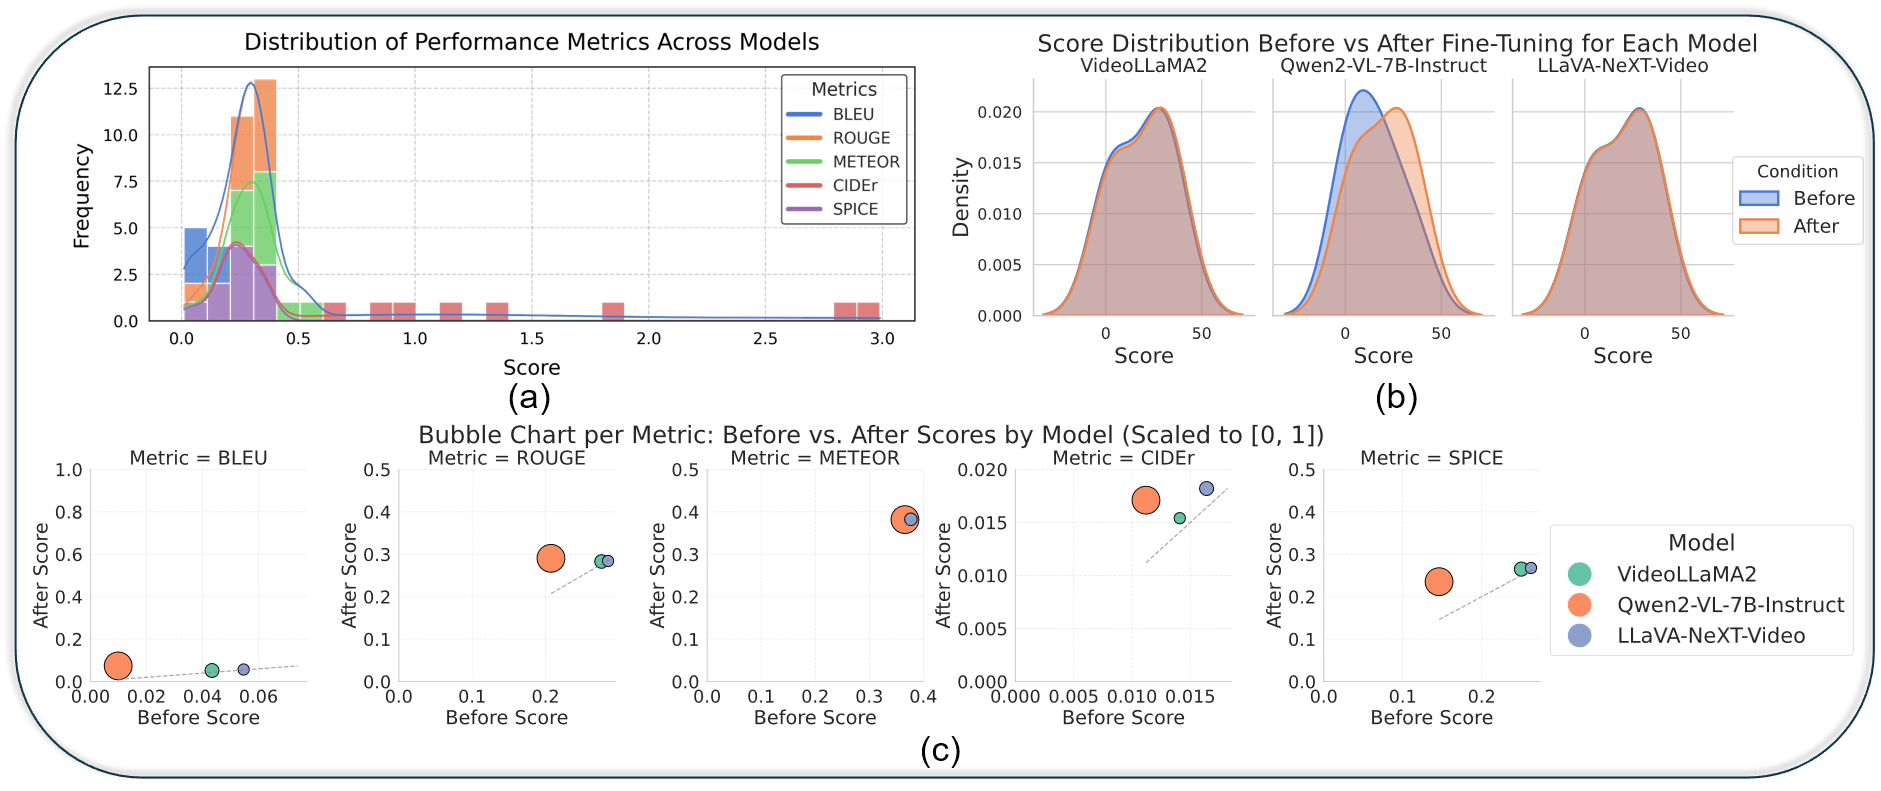 Distribution of Performance Metrics Across Models
Frequency
12.5
10.0
7.5
5.0
2.5
0.0
0.0 0.5 1.0 1.5 2.0 2.5 3.0
Score
Metrics
BLEU
ROUGE
METEOR
CIDEr
SPICE
(a)
Score Distribution Before vs After Fine-Tuning for Each Model
VideoLLaMA2 Qwen2-VL-7B-Instruct LLaVA-NeXT-Video
Density
0.020
0.015
0.010
0.005
0.000
0 50 0 50 0 50
Score Score Score
Condition
Before
After
(b)
Bubble Chart per Metric: Before vs. After Scores by Model (Scaled to [0, 1])
Metric = BLEU
After Score
1.0
0.8
0.6
0.4
0.2
0.0
0.00 0.02 0.04 0.06
Before Score
Metric = ROUGE
After Score
0.5
0.4
0.3
0.2
0.1
0.0
0.0 0.1 0.2
Before Score
Metric = METEOR
After Score
0.5
0.4
0.3
0.2
0.1
0.0
0.0 0.1 0.2 0.3 0.4
Before Score
Metric = CIDEr
After Score
0.020
0.015
0.010
0.005
0.000
0.000 0.005 0.010 0.015
Before Score
Metric = SPICE
After Score
0.5
0.4
0.3
0.2
0.1
0.0
0.0 0.1 0.2
Before Score
Model
VideoLLaMA2
Qwen2-VL-7B-Instruct
LLaVA-NeXT-Video
(c)